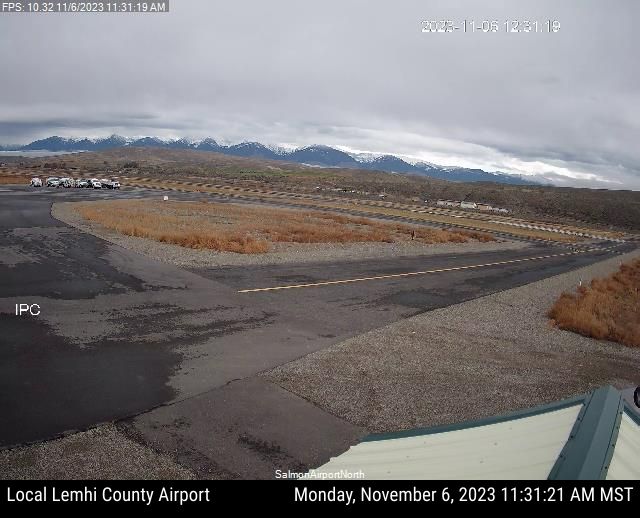 FPS: 10.32 11/6/2023 11:31:19 AM
2023-11-06 12:31:19
IPC
SalmonAirportNorth
Local Lemhi County Airport Monday, November 6, 2023 11:31:21 AM MST